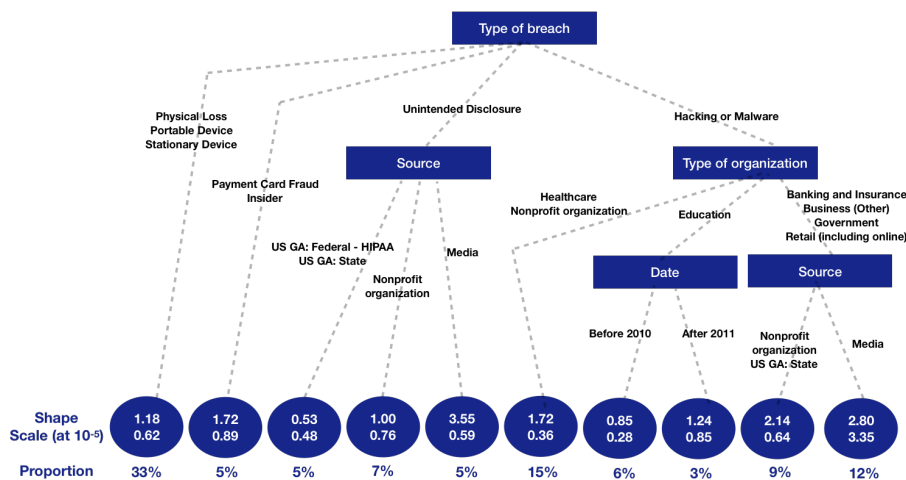 Type of breach
Physical Loss
Portable Device
Stationary Device
Unintended Disclosure
Hacking or Malware
Source
Type of organization
Payment Card Fraud
Insider
Healthcare
Nonprofit organization
Education
Banking and Insurance
Business (Other)
Government
Retail (including online)
US GA: Federal - HIPAA
US GA: State
Nonprofit
organization
Media
Date
Source
Before 2010
After 2011
Nonprofit
organization
US GA: State
Media
Shape 1.18 1.72 0.53 1.00 3.55 1.72 0.85 1.24 2.14 2.80
Scale (at 10⁻⁵) 0.62 0.89 0.48 0.76 0.59 0.36 0.28 0.85 0.64 3.35
Proportion 33% 5% 5% 7% 5% 15% 6% 3% 9% 12%